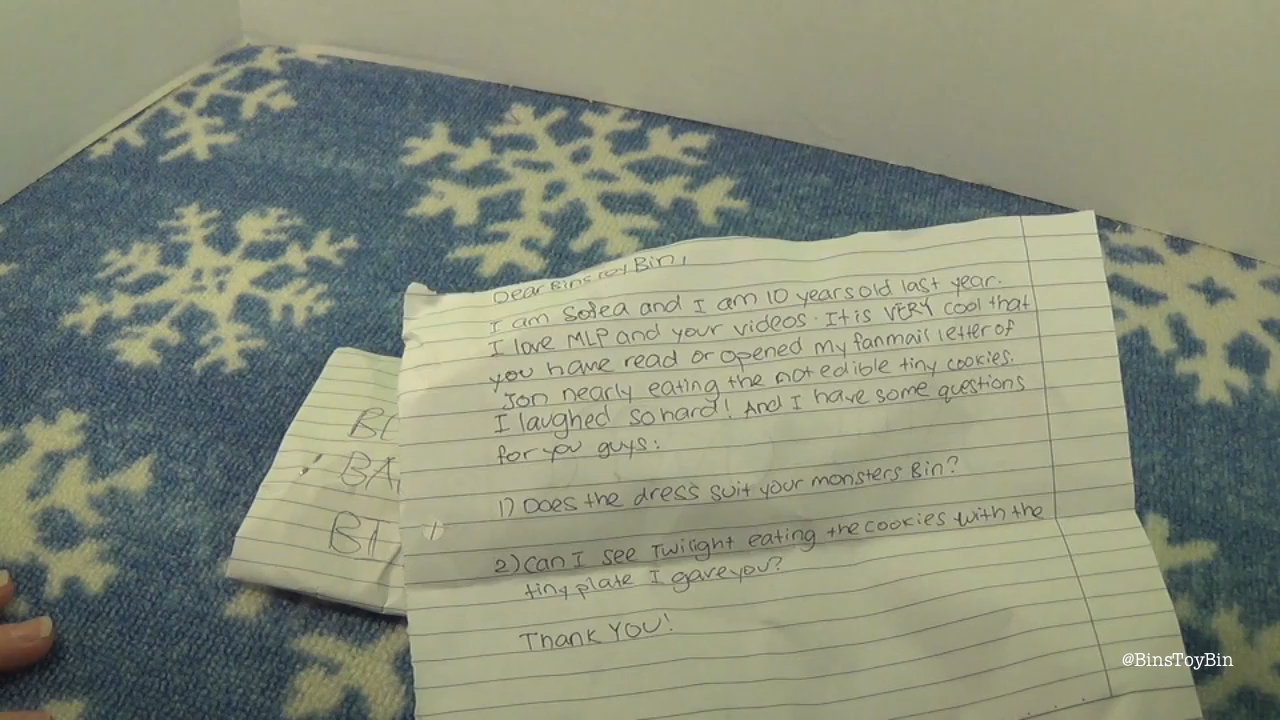 Dear Bins Toy Bin,
I am Sofea and I am 10 years old last year.
I love MLP and your videos. It is VERY cool that
you have read or opened my fanmail letter of
Jon nearly eating the not edible tiny cookies.
I laughed so hard! And I have some questions
for you guys:
1) Does the dress suit your monsters Bin?
2) Can I see Twilight eating the cookies with the
tiny plate I gave you?
Thank YOU!
BI
@BinsToyBin